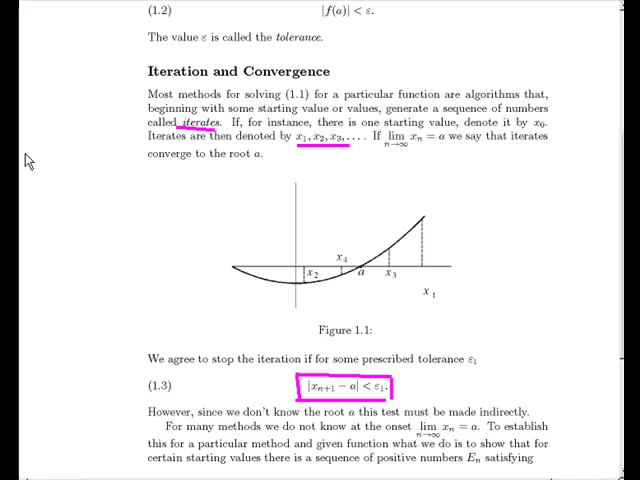 (1.2) |f(a)| < ε.
The value ε is called the tolerance.
Iteration and Convergence
Most methods for solving (1.1) for a particular function are algorithms that,
beginning with some starting value or values, generate a sequence of numbers
called iterates. If, for instance, there is one starting value, denote it by x₀.
Iterates are then denoted by x₁, x₂, x₃, .... If lim n→∞ xₙ = a we say that iterates
converge to the root a.
x₄
x₂ a x₃
x₁
Figure 1.1:
We agree to stop the iteration if for some prescribed tolerance ε₁
(1.3) |xₙ₊₁ − a| < ε₁.
However, since we don't know the root a this test must be made indirectly.
For many methods we do not know at the onset lim n→∞ xₙ = a. To establish
this for a particular method and given function what we do is to show that for
certain starting values there is a sequence of positive numbers Eₙ satisfying